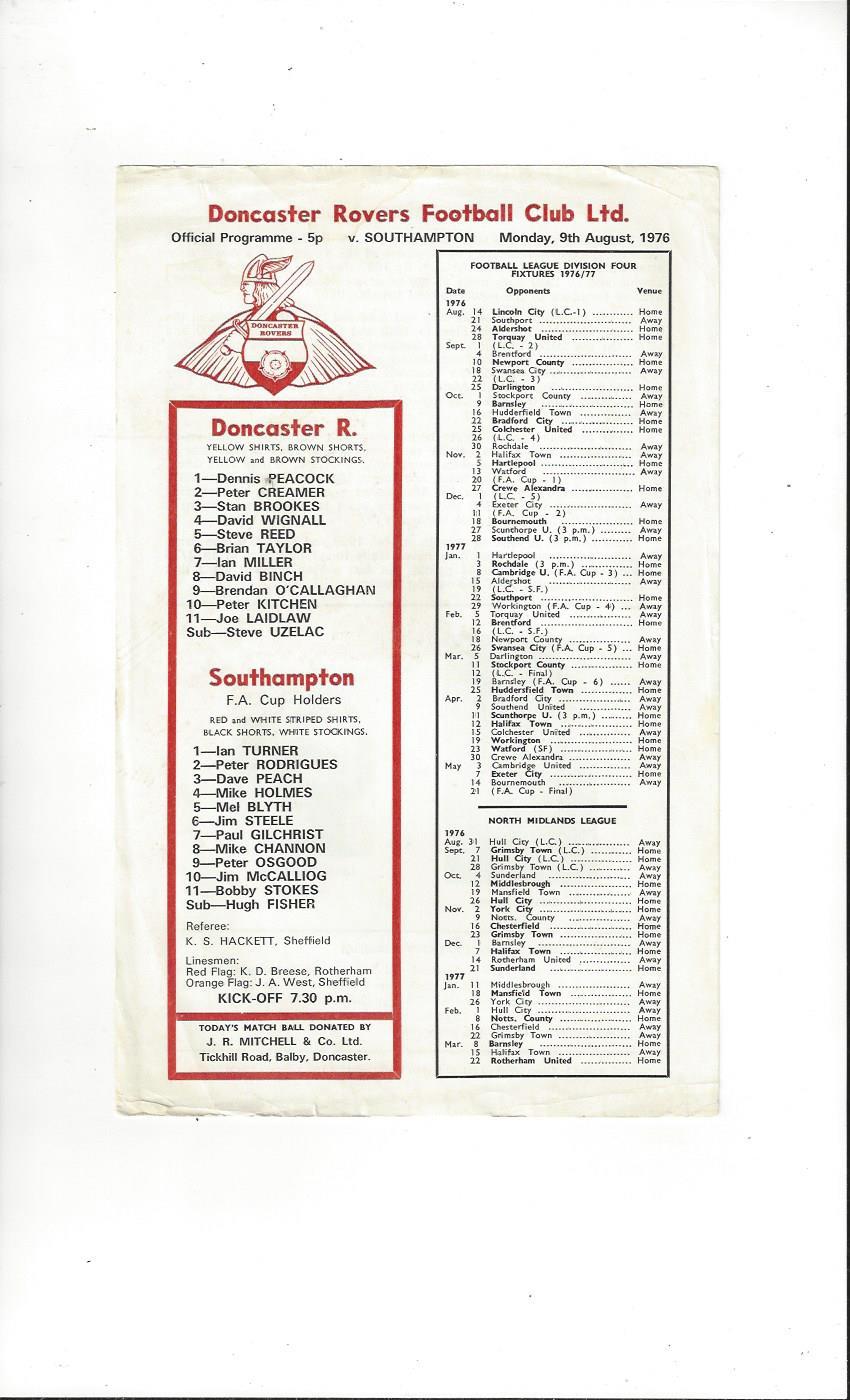 Doncaster Rovers Football Club Ltd.
Official Programme - 5p v. SOUTHAMPTON Monday, 9th August, 1976
DONCASTER
ROVERS
Doncaster R.
YELLOW SHIRTS, BROWN SHORTS,
YELLOW and BROWN STOCKINGS.
1—Dennis PEACOCK
2—Peter CREAMER
3—Stan BROOKES
4—David WIGNALL
5—Steve REED
6—Brian TAYLOR
7—Ian MILLER
8—David BINCH
9—Brendan O'CALLAGHAN
10—Peter KITCHEN
11—Joe LAIDLAW
Sub—Steve UZELAC
Southampton
F.A. Cup Holders
RED and WHITE STRIPED SHIRTS,
BLACK SHORTS, WHITE STOCKINGS.
1—Ian TURNER
2—Peter RODRIGUES
3—Dave PEACH
4—Mike HOLMES
5—Mel BLYTH
6—Jim STEELE
7—Paul GILCHRIST
8—Mike CHANNON
9—Peter OSGOOD
10—Jim McCALLIOG
11—Bobby STOKES
Sub—Hugh FISHER
Referee:
K. S. HACKETT, Sheffield
Linesmen:
Red Flag: K. D. Breese, Rotherham
Orange Flag: J. A. West, Sheffield
KICK-OFF 7.30 p.m.
TODAY'S MATCH BALL DONATED BY
J. R. MITCHELL & Co. Ltd.
Tickhill Road, Balby, Doncaster.
FOOTBALL LEAGUE DIVISION FOUR
FIXTURES 1976/77
Date Opponents Venue
1976
Aug. 14 Lincoln City (L.C.-1) ............ Home
21 Southport ............ Away
24 Aldershot ............ Home
28 Torquay United ............ Home
Sept. 1 (L.C. - 2)
4 Brentford ............ Away
10 Newport County ............ Home
18 Swansea City ............ Away
22 (L.C. - 3)
25 Darlington ............ Home
Oct. 1 Stockport County ............ Away
9 Barnsley ............ Home
16 Hudderfield Town ............ Away
22 Bradford City ............ Home
25 Colchester United ............ Home
26 (L.C. - 4)
30 Rochdale ............ Away
Nov. 2 Halifax Town ............ Away
5 Hartlepool ............ Home
13 Watford ............ Away
20 (F.A. Cup - 1)
27 Crewe Alexandra ............ Home
Dec. 1 (L.C. - 5)
4 Exeter City ............ Away
11 (F.A. Cup - 2)
18 Bournemouth ............ Home
27 Scunthorpe U. (3 p.m.) ......... Away
28 Southend U. (3 p.m.) ......... Home
1977
Jan. 1 Hartlepool ............ Away
3 Rochdale (3 p.m.) ............ Home
8 Cambridge U. (F.A. Cup - 3) ... Home
15 Aldershot ............ Away
19 (L.C. - S.F.)
22 Southport ............ Home
29 Workington (F.A. Cup - 4) ... Away
Feb. 5 Torquay United ............ Away
12 Brentford ............ Home
16 (L.C. - S.F.)
18 Newport County ............ Away
26 Swansea City (F.A. Cup - 5) ... Home
Mar. 5 Darlington ............ Away
11 Stockport County ............ Home
12 (L.C. - Final)
19 Barnsley (F.A. Cup - 6) ...... Away
25 Huddersfield Town ............ Home
Apr. 2 Bradford City ............ Away
9 Southend United ............ Away
11 Scunthorpe U. (3 p.m.) ......... Home
12 Halifax Town ............ Home
15 Colchester United ............ Away
19 Workington ............ Home
23 Watford (SF) ............ Home
30 Crewe Alexandra ............ Away
May 3 Cambridge United ............ Away
7 Exeter City ............ Home
14 Bournemouth ............ Away
21 (F.A. Cup - Final)
NORTH MIDLANDS LEAGUE
1976
Aug. 31 Hull City (L.C.) ............ Away
Sept. 7 Grimsby Town (L.C.) ............ Home
21 Hull City (L.C.) ............ Home
28 Grimsby Town (L.C.) ............ Away
Oct. 4 Sunderland ............ Away
12 Middlesbrough ............ Home
19 Mansfield Town ............ Away
26 Hull City ............ Home
Nov. 2 York City ............ Home
9 Notts. County ............ Away
16 Chesterfield ............ Home
23 Grimsby Town ............ Home
Dec. 1 Barnsley ............ Away
7 Halifax Town ............ Home
14 Rotherham United ............ Away
21 Sunderland ............ Home
1977
Jan. 11 Middlesbrough ............ Away
18 Mansfield Town ............ Home
26 York City ............ Away
Feb. 1 Hull City ............ Away
8 Notts. County ............ Home
16 Chesterfield ............ Away
22 Grimsby Town ............ Away
Mar. 8 Barnsley ............ Home
15 Halifax Town ............ Away
22 Rotherham United ............ Home